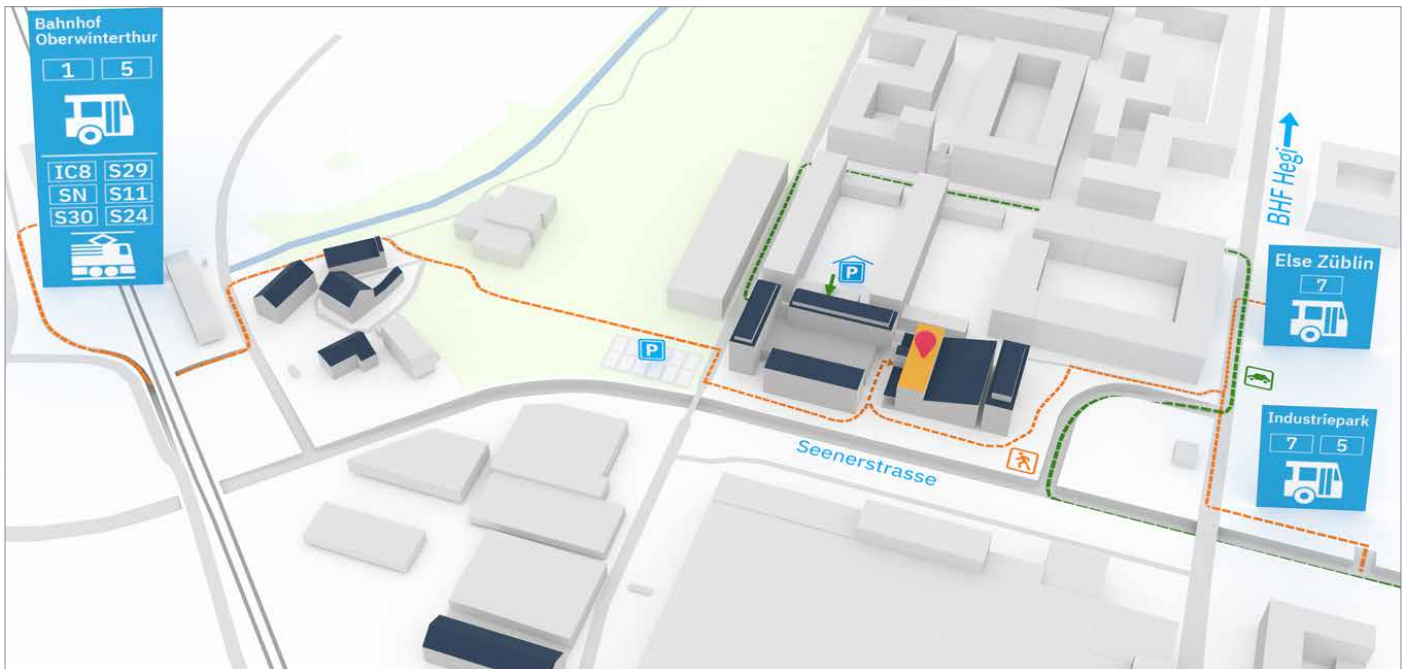 Bahnhof
Oberwinterthur
1 5
IC8 S29
SN S11
S30 S24
P
P
BHF Hegi
Else Züblin
7
Industriepark
7 5
Seenerstrasse